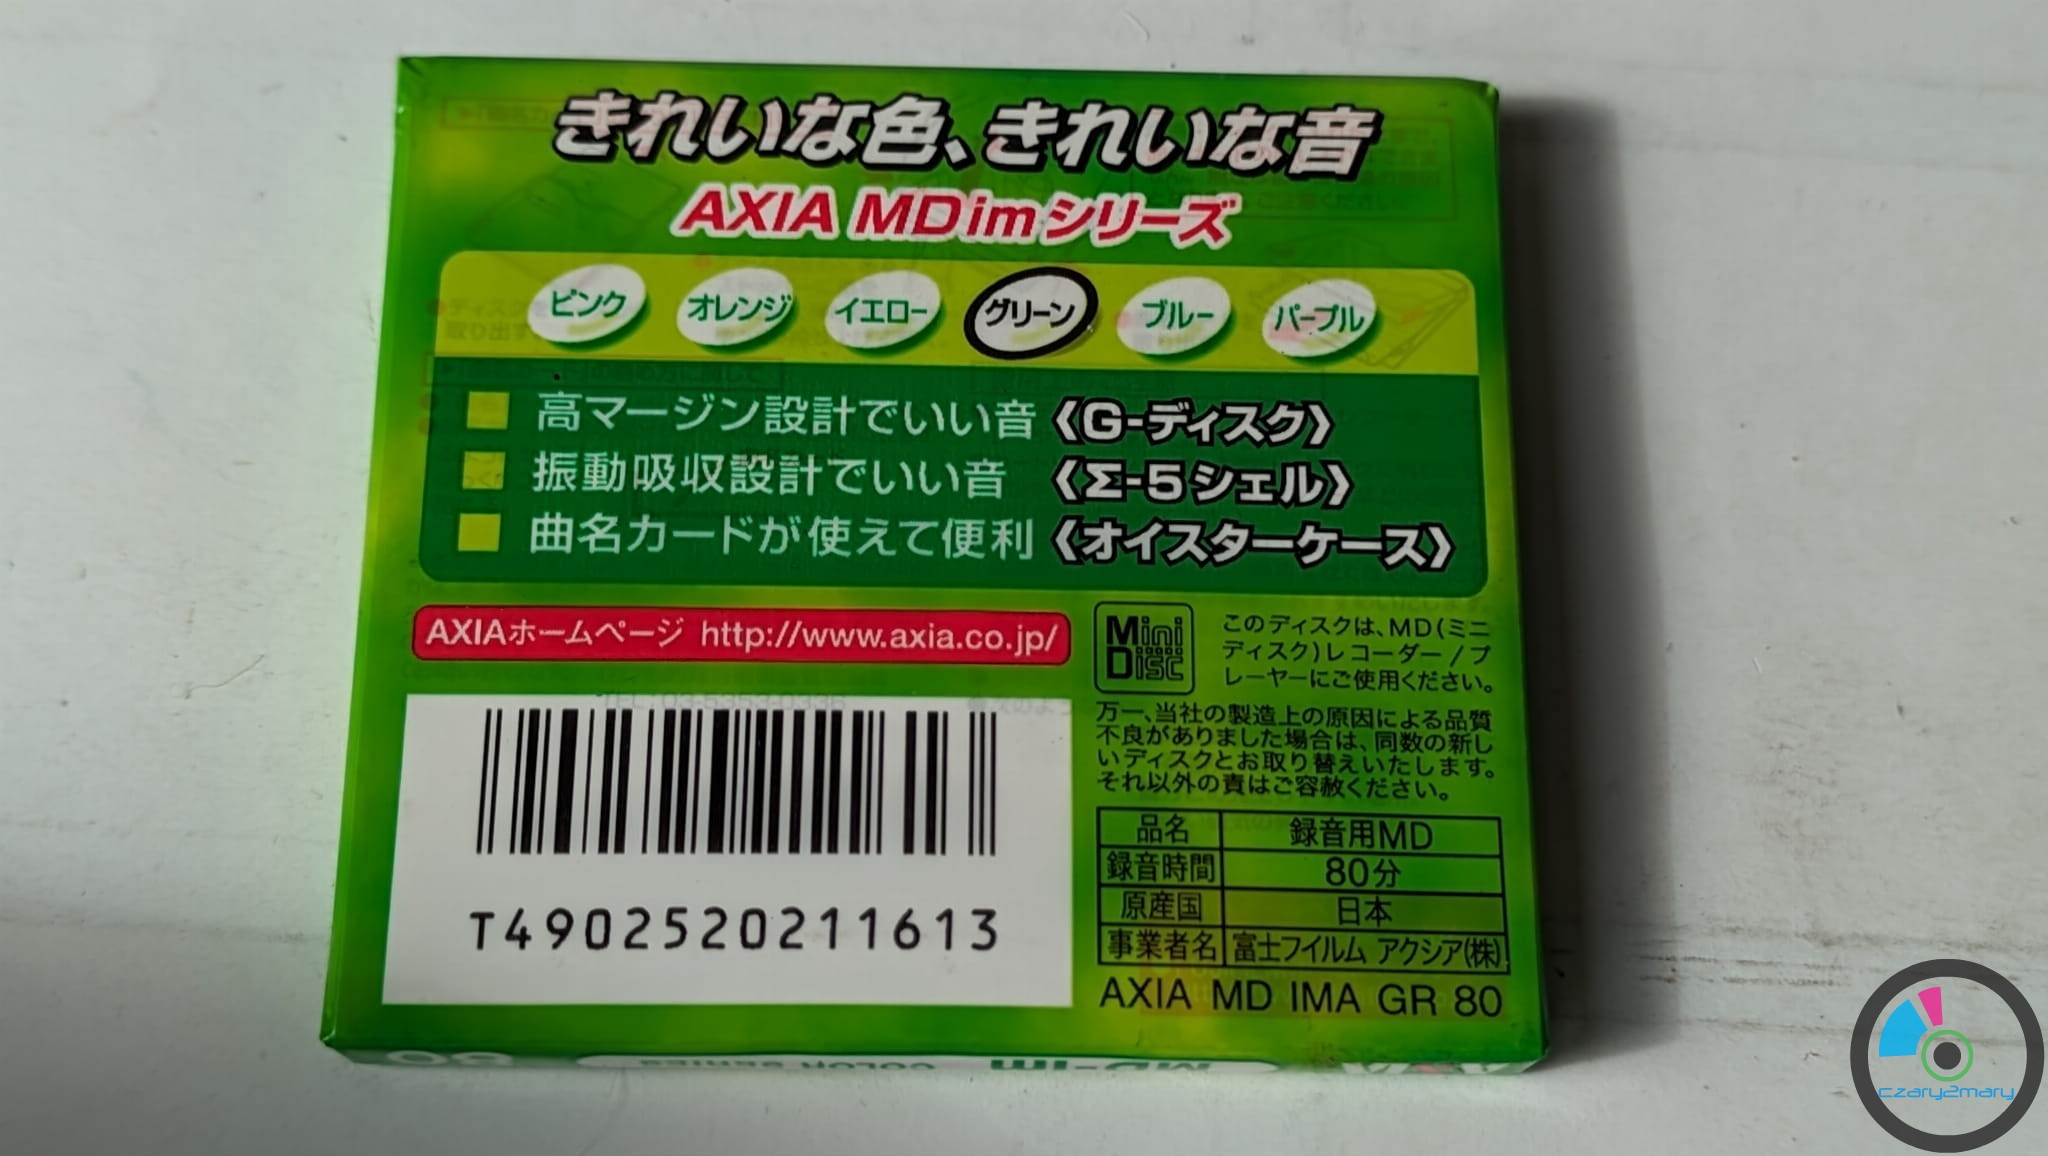 きれいな色、きれいな音
AXIA MDimシリーズ
ピンク オレンジ イエロー グリーン ブルー パープル
高マージン設計でいい音《G-ディスク》
振動吸収設計でいい音《Σ-5シェル》
曲名カードが使えて便利《オイスターケース》
AXIAホームページ http://www.axia.co.jp/
Mini
Disc
このディスクは、MD(ミニ
ディスク)レコーダー/プ
レーヤーにご使用ください。
万一、当社の製造上の原因による品質
不良がありました場合は、同数の新し
いディスクとお取り替えいたします。
それ以外の責はご容赦ください。
TEL: 03-5353-0336
T4902520211613
品名 録音用MD
録音時間 80分
原産国 日本
事業者名 富士フイルム アクシア(株)
AXIA MD IMA GR 80
MD-im COLOR SERIES 80
czary2mary